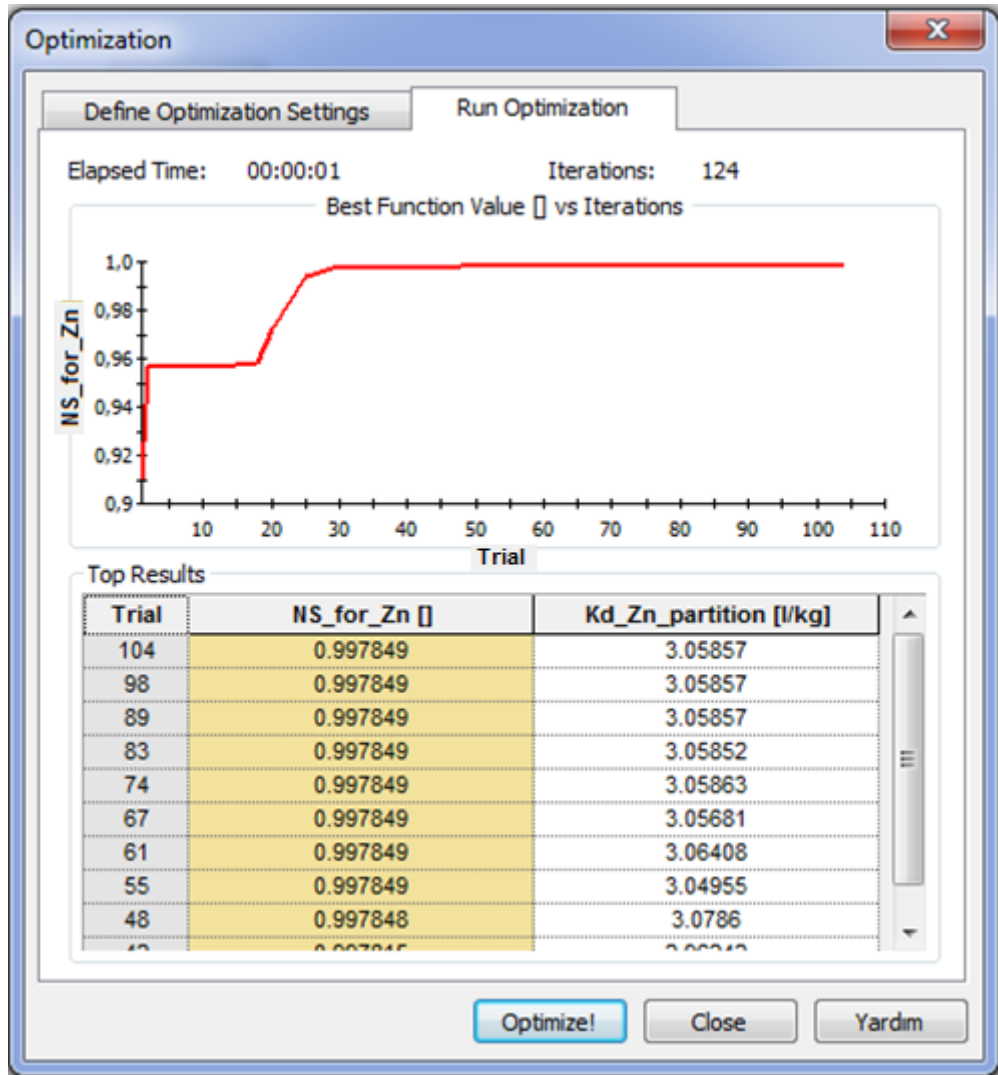 Optimization
Define Optimization Settings Run Optimization
Elapsed Time: 00:00:01 Iterations: 124
Best Function Value [] vs Iterations
NS_for_Zn
1,0
0,98
0,96
0,94
0,92
0,9
10 20 30 40 50 60 70 80 90 100 110
Trial
Top Results
Trial NS_for_Zn [] Kd_Zn_partition [l/kg]
104 0.997849 3.05857
98 0.997849 3.05857
89 0.997849 3.05857
83 0.997849 3.05852
74 0.997849 3.05863
67 0.997849 3.05681
61 0.997849 3.06408
55 0.997849 3.04955
48 0.997848 3.0786
Optimize! Close Yardım